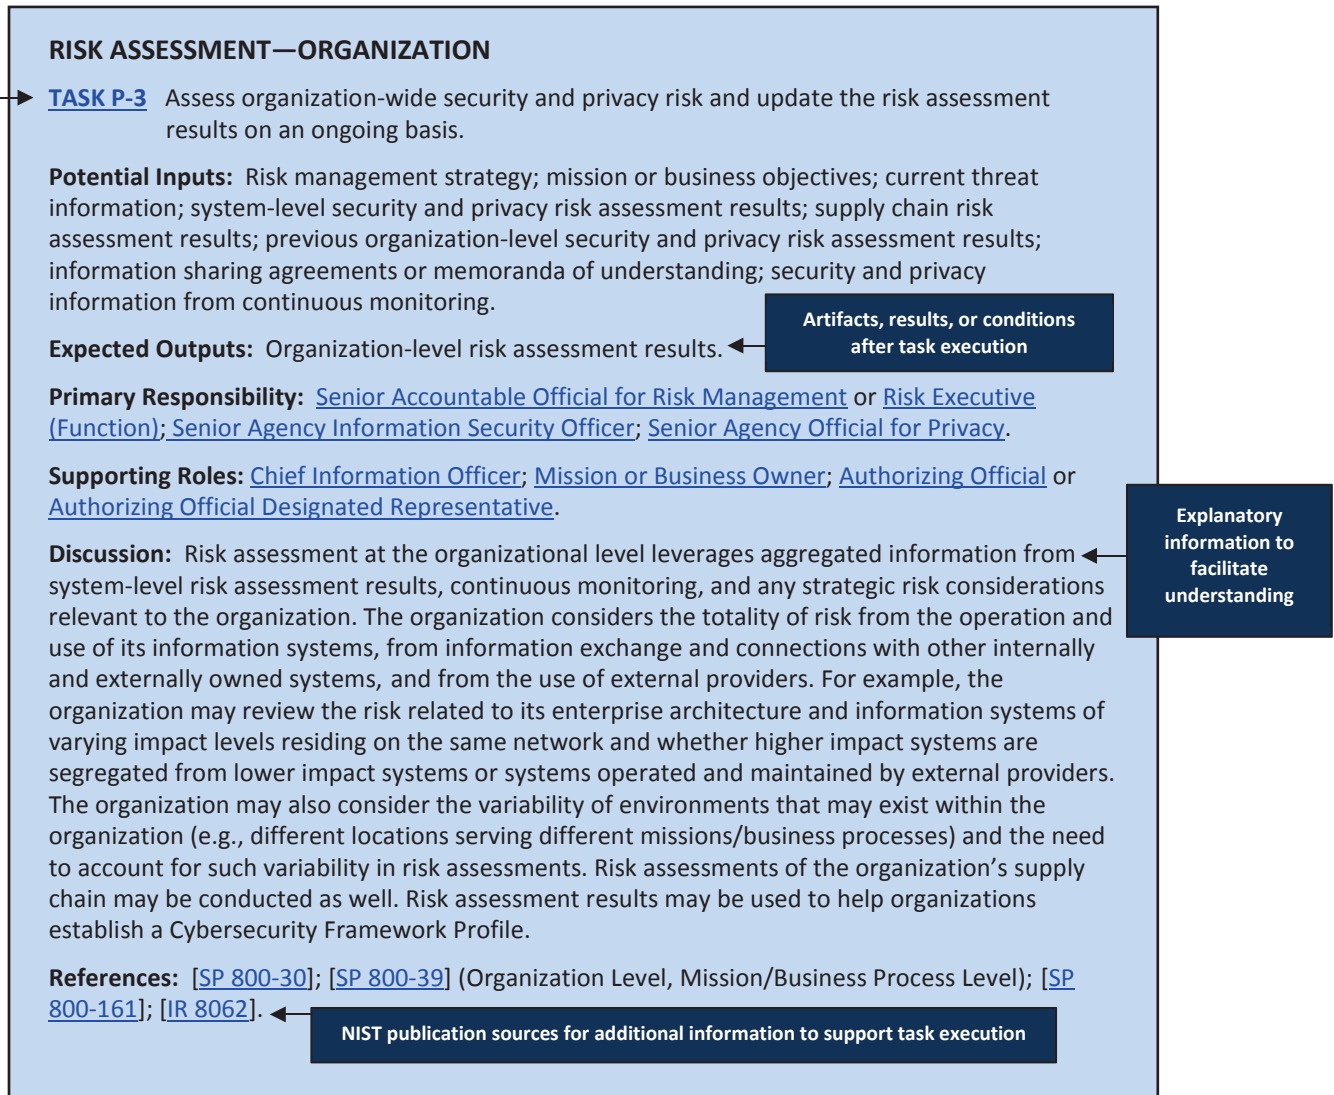 RISK ASSESSMENT—ORGANIZATION
TASK P-3 Assess organization-wide security and privacy risk and update the risk assessment
results on an ongoing basis.
Potential Inputs: Risk management strategy; mission or business objectives; current threat
information; system-level security and privacy risk assessment results; supply chain risk
assessment results; previous organization-level security and privacy risk assessment results;
information sharing agreements or memoranda of understanding; security and privacy
information from continuous monitoring.
Artifacts, results, or conditions
after task execution
Expected Outputs: Organization-level risk assessment results.
Primary Responsibility: Senior Accountable Official for Risk Management or Risk Executive
(Function); Senior Agency Information Security Officer; Senior Agency Official for Privacy.
Supporting Roles: Chief Information Officer; Mission or Business Owner; Authorizing Official or
Authorizing Official Designated Representative.
Explanatory
information to
facilitate
understanding
Discussion: Risk assessment at the organizational level leverages aggregated information from
system-level risk assessment results, continuous monitoring, and any strategic risk considerations
relevant to the organization. The organization considers the totality of risk from the operation and
use of its information systems, from information exchange and connections with other internally
and externally owned systems, and from the use of external providers. For example, the
organization may review the risk related to its enterprise architecture and information systems of
varying impact levels residing on the same network and whether higher impact systems are
segregated from lower impact systems or systems operated and maintained by external providers.
The organization may also consider the variability of environments that may exist within the
organization (e.g., different locations serving different missions/business processes) and the need
to account for such variability in risk assessments. Risk assessments of the organization’s supply
chain may be conducted as well. Risk assessment results may be used to help organizations
establish a Cybersecurity Framework Profile.
References: [SP 800-30]; [SP 800-39] (Organization Level, Mission/Business Process Level); [SP
800-161]; [IR 8062].
NIST publication sources for additional information to support task execution